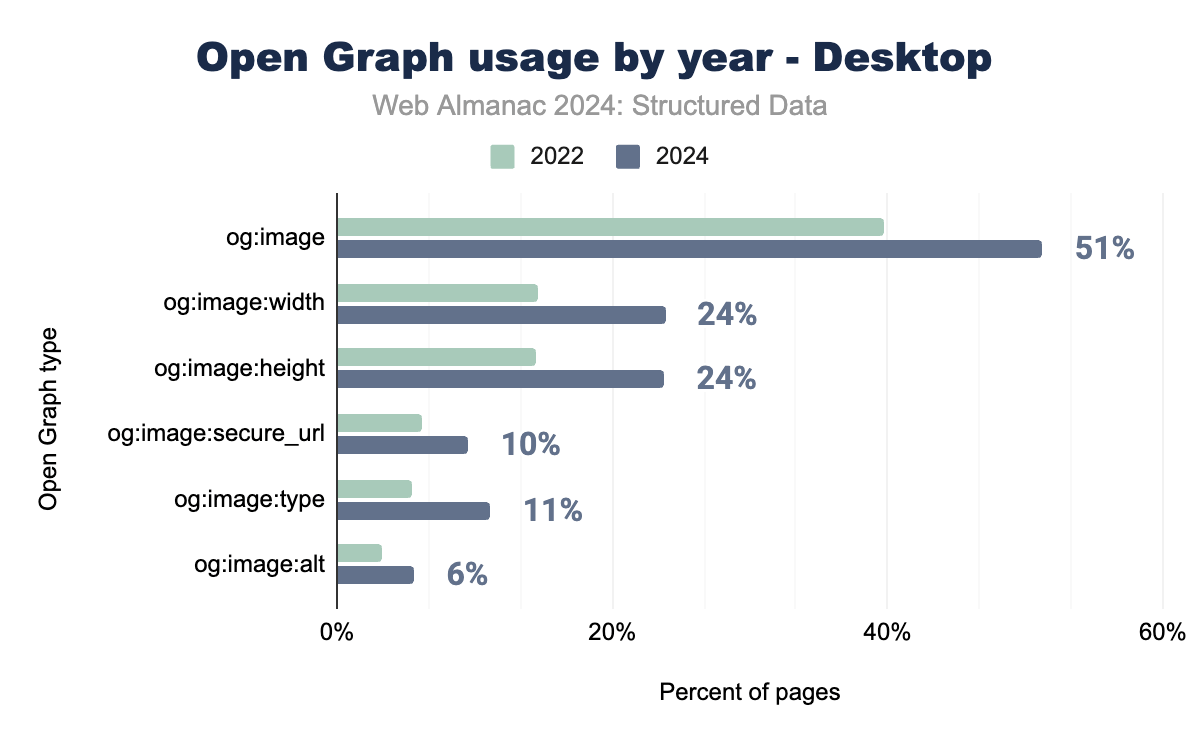 Open Graph usage by year - Desktop
Web Almanac 2024: Structured Data
2022 2024
Open Graph type
og:image 51%
og:image:width 24%
og:image:height 24%
og:image:secure_url 10%
og:image:type 11%
og:image:alt 6%
0% 20% 40% 60%
Percent of pages